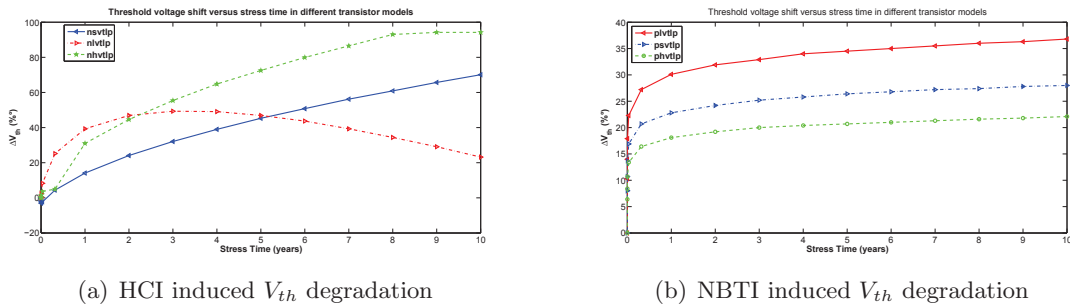 Threshold voltage shift versus stress time in different transistor models
100
80
60
40
20
0
−20
ΔVth (%°)
nsvtlp
nlvtlp
nhvtlp
0 1 2 3 4 5 6 7 8 9 10
Stress Time (years)
(a) HCI induced Vth degradation
Threshold voltage shift versus stress time in different transistor models
40
35
30
25
20
15
10
5
0
ΔVth (%°)
plvtlp
psvtlp
phvtlp
0 1 2 3 4 5 6 7 8 9 10
Stress Time (years)
(b) NBTI induced Vth degradation